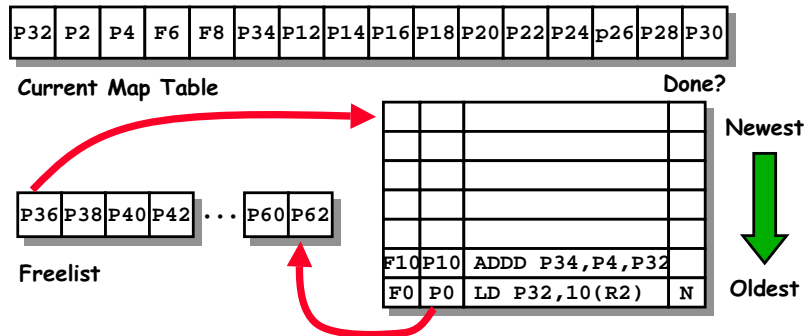 P32 P2 P4 F6 F8 P34 P12 P14 P16 P18 P20 P22 P24 p26 P28 P30
Current Map Table
Done?
Newest
P36 P38 P40 P42 ... P60 P62
Freelist
F10 P10 ADDD P34,P4,P32
F0 P0 LD P32,10(R2) N
Oldest